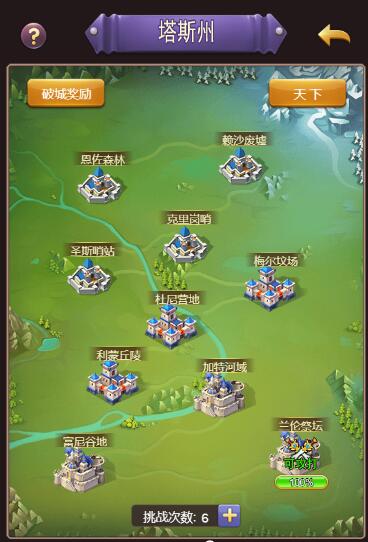 ?
塔斯州
破城奖励
天下
赖沙废墟
恩佐森林
克里岗哨
圣斯哨站
梅尔坟场
杜尼营地
利蒙丘陵
加特河域
兰伦祭坛
可攻打
100%
富尼谷地
挑战次数: 6
+